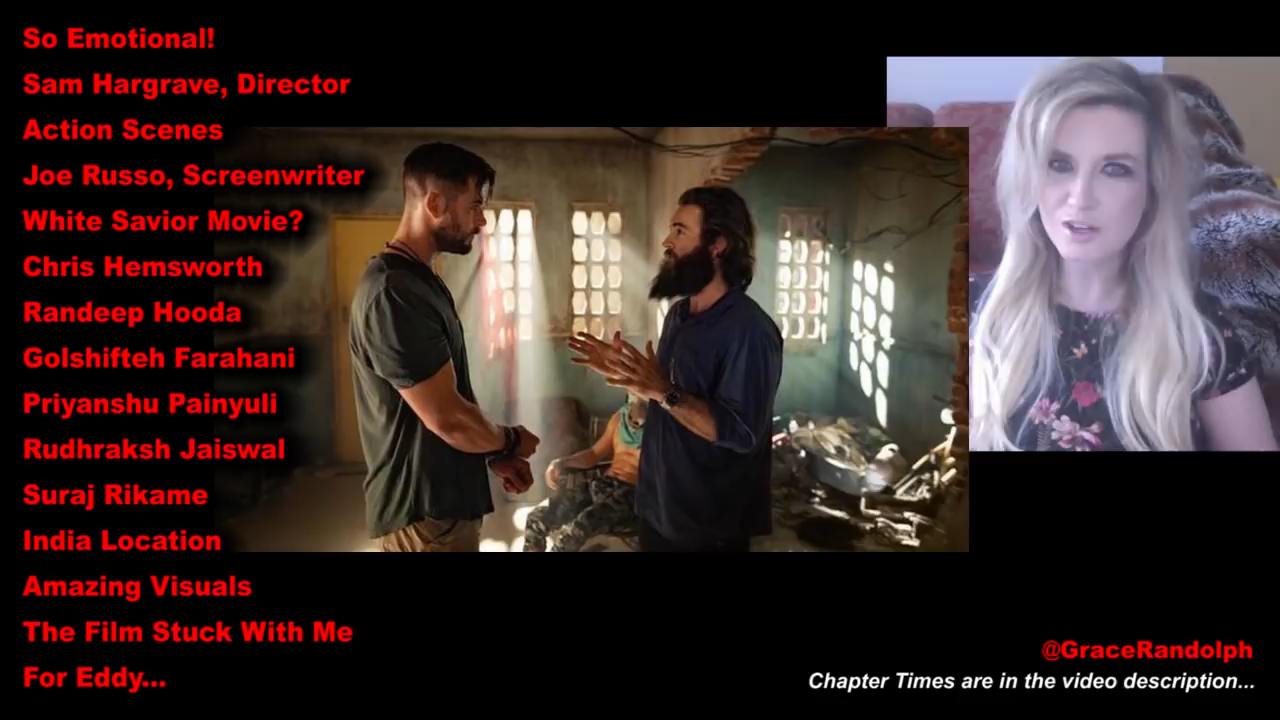 So Emotional!
Sam Hargrave, Director
Action Scenes
Joe Russo, Screenwriter
White Savior Movie?
Chris Hemsworth
Randeep Hooda
Golshifteh Farahani
Priyanshu Painyuli
Rudhraksh Jaiswal
Suraj Rikame
India Location
Amazing Visuals
The Film Stuck With Me
For Eddy...
@GraceRandolph
Chapter Times are in the video description...